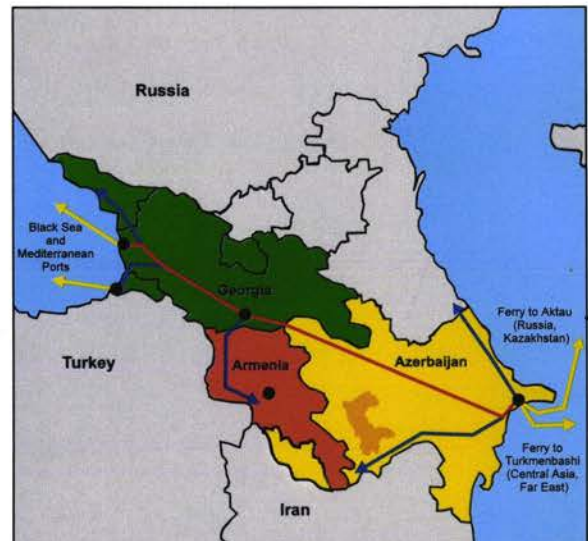 Russia
Black Sea
and
Mediterranean
Ports
Georgia
Ferry to Aktau
(Russia,
Kazakhstan)
Turkey
Armenia
Azerbaijan
Ferry to
Turkmenbashi
(Central Asia,
Far East)
Iran